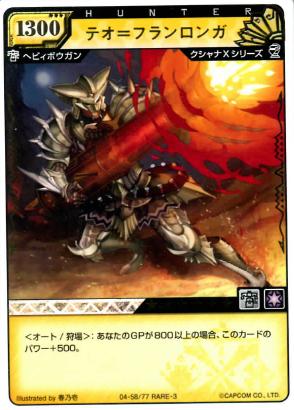 HUNTER
1300
テオ=フランロンガ
ヘビィボウガン
クシャナXシリーズ
＜オート / 狩場＞: あなたのGPが800以上の場合、このカードの
パワー+500。
Illustrated by 春乃壱
04-58/77 RARE-3
©CAPCOM CO., LTD.